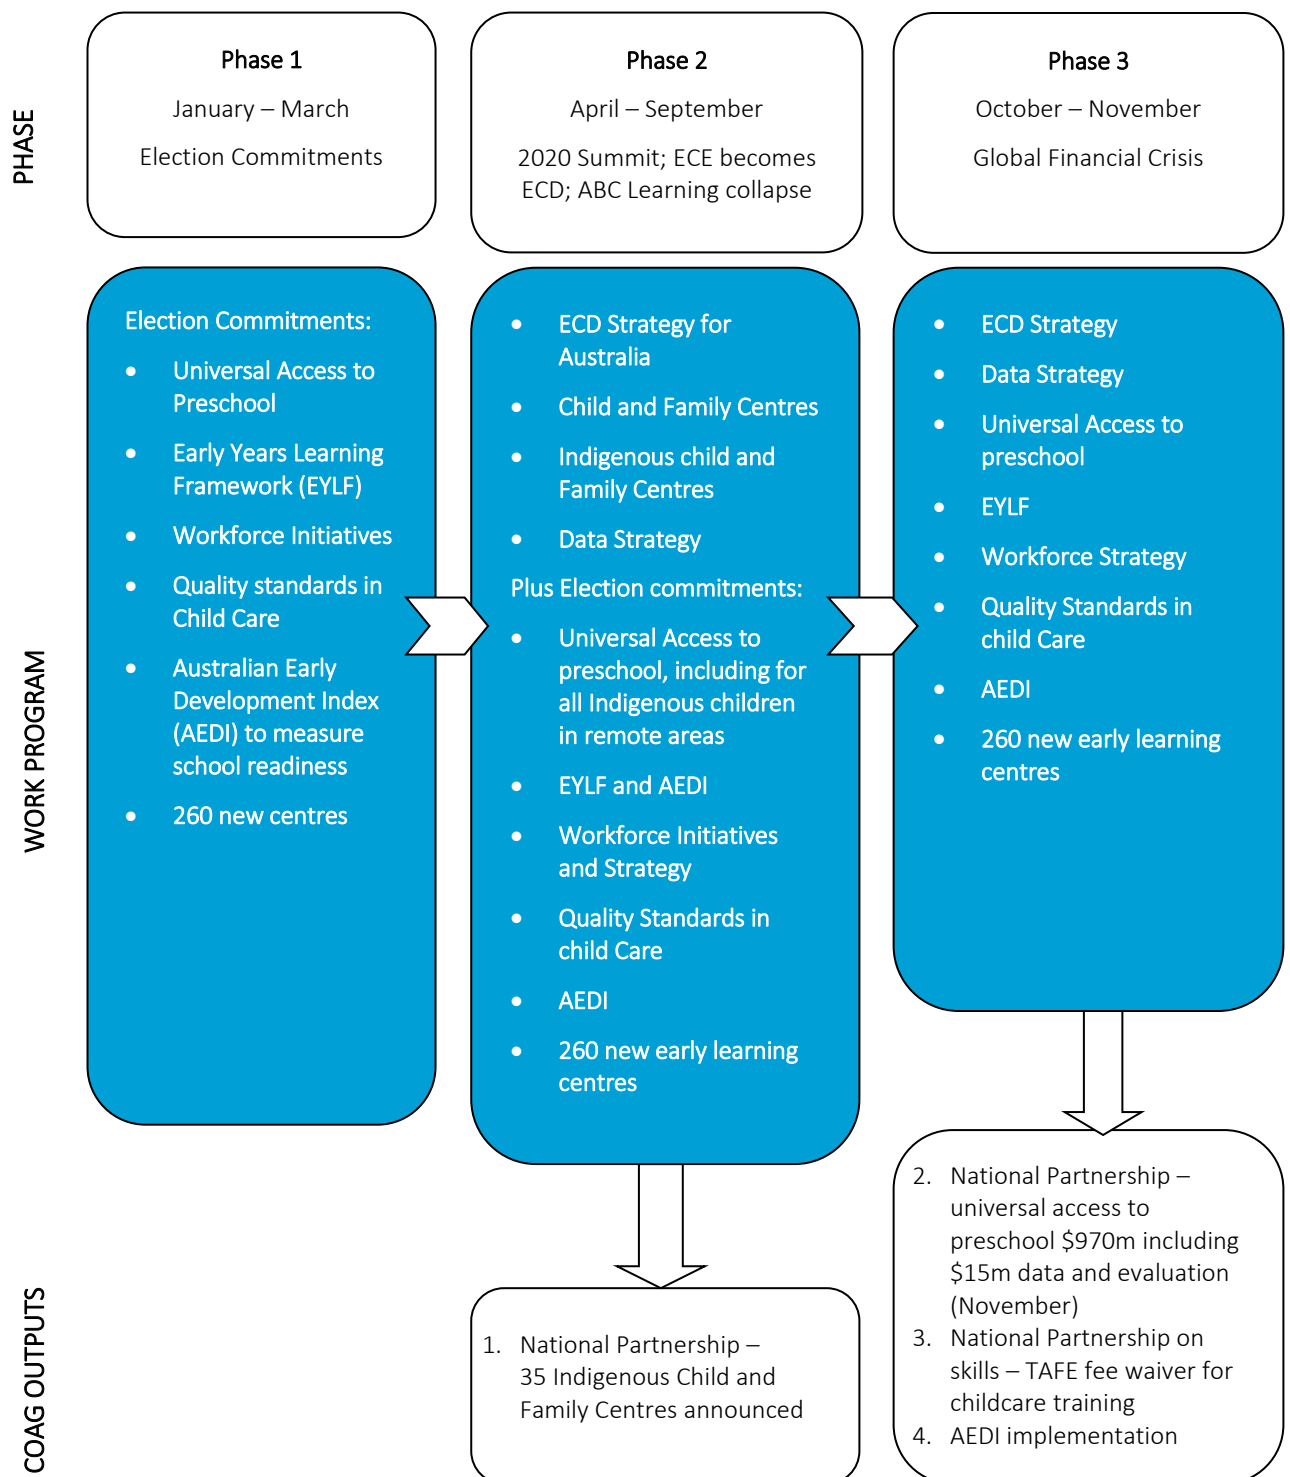 PHASE
Phase 1
January – March
Election Commitments
Phase 2
April – September
2020 Summit; ECE becomes
ECD; ABC Learning collapse
Phase 3
October – November
Global Financial Crisis
WORK PROGRAM
Election Commitments:
• Universal Access to
Preschool
• Early Years Learning
Framework (EYLF)
• Workforce Initiatives
• Quality standards in
Child Care
• Australian Early
Development Index
(AEDI) to measure
school readiness
• 260 new centres
• ECD Strategy for
Australia
• Child and Family Centres
• Indigenous child and
Family Centres
• Data Strategy
Plus Election commitments:
• Universal Access to
preschool, including for
all Indigenous children
in remote areas
• EYLF and AEDI
• Workforce Initiatives
and Strategy
• Quality Standards in
child Care
• AEDI
• 260 new early learning
centres
• ECD Strategy
• Data Strategy
• Universal Access to
preschool
• EYLF
• Workforce Strategy
• Quality Standards in
child Care
• AEDI
• 260 new early learning
centres
COAG OUTPUTS
1. National Partnership –
35 Indigenous Child and
Family Centres announced
2. National Partnership –
universal access to
preschool $970m including
$15m data and evaluation
(November)
3. National Partnership on
skills – TAFE fee waiver for
childcare training
4. AEDI implementation